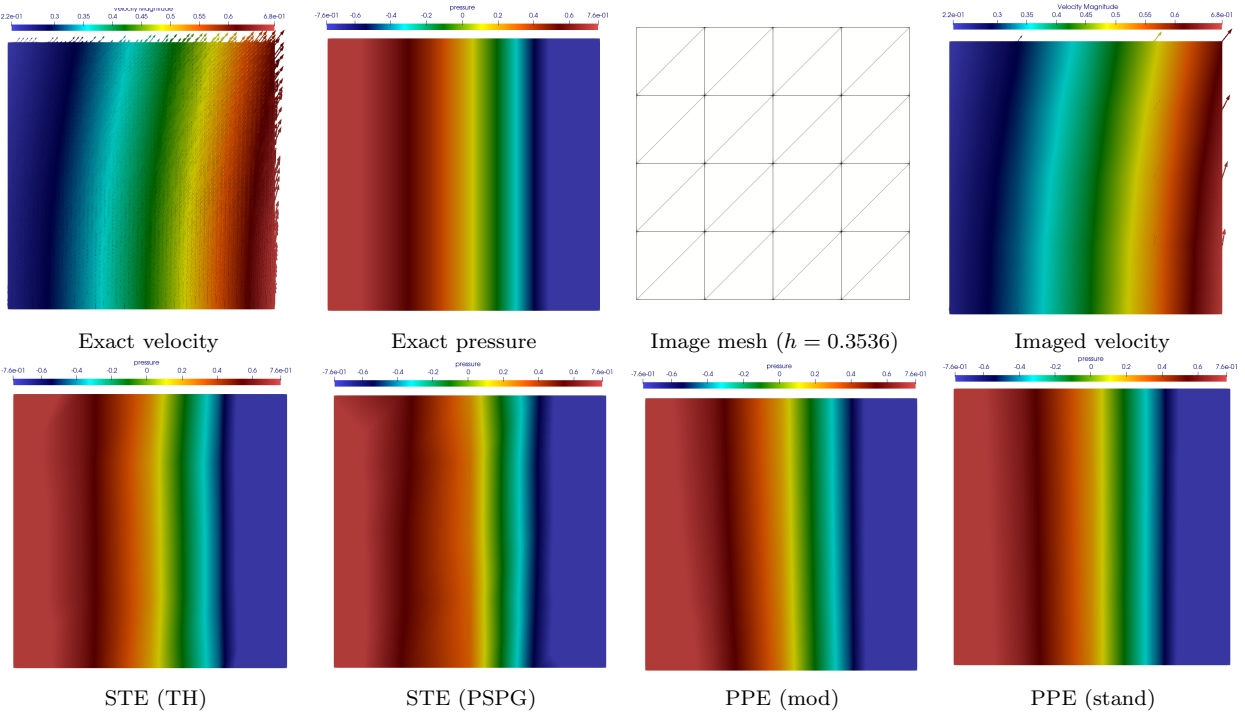 Velocity Magnitude
2.2e-01 0.3 0.35 0.4 0.45 0.5 0.55 0.6 6.8e-01
pressure
-7.6e-01 -0.6 -0.4 -0.2 0 0.2 0.4 0.6 7.6e-01
Velocity Magnitude
2.2e-01 0.3 0.35 0.4 0.45 0.5 0.55 0.6 6.8e-01
Exact velocity
Exact pressure
Image mesh (h = 0.3536)
Imaged velocity
pressure
-7.6e-01 -0.6 -0.4 -0.2 0 0.2 0.4 7.6e-01
pressure
-7.6e-01 -0.6 -0.4 -0.2 0 0.2 0.4 7.6e-01
pressure
-7.6e-01 -0.6 -0.4 -0.2 0 0.2 0.4 7.6e-01
pressure
-7.6e-01 -0.6 -0.4 -0.2 0 0.2 0.4 7.6e-01
STE (TH)
STE (PSPG)
PPE (mod)
PPE (stand)